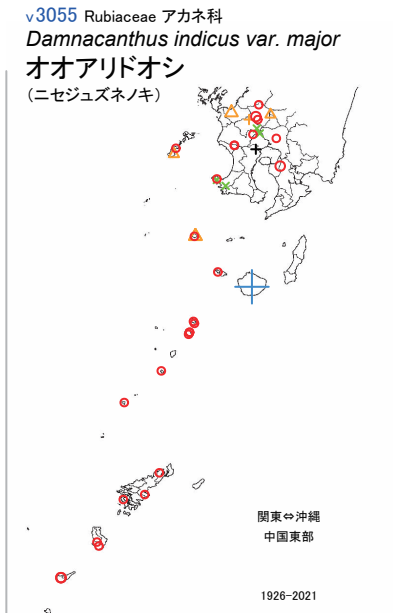 v3055 Rubiaceae アカネ科
Damnacanthus indicus var. major
オオアリドオシ
(ニセジュズネノキ)
関東⇔沖縄
中国東部
1926-2021